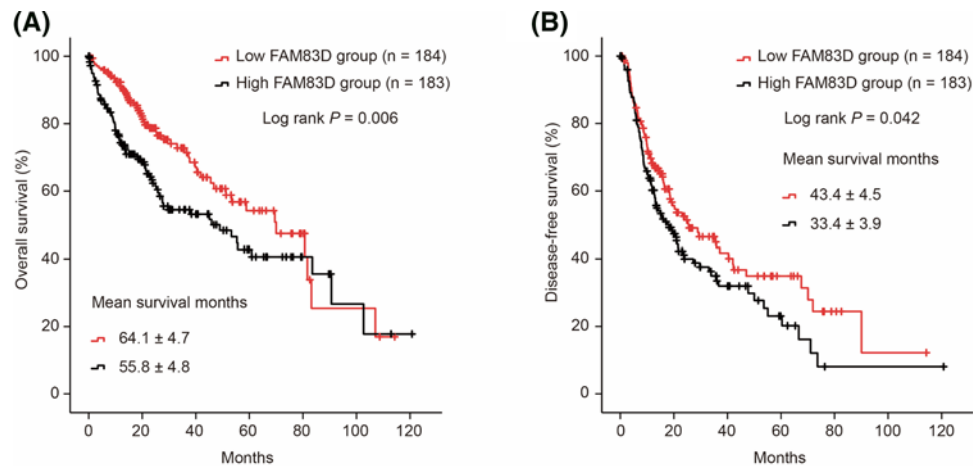 (A)
Low FAM83D group (n = 184)
High FAM83D group (n = 183)
Log rank P = 0.006
Overall survival (%)
100
80
60
40
20
0
Mean survival months
64.1 ± 4.7
55.8 ± 4.8
0 20 40 60 80 100 120
Months
(B)
Low FAM83D group (n = 184)
High FAM83D group (n = 183)
Log rank P = 0.042
Mean survival months
43.4 ± 4.5
33.4 ± 3.9
Disease-free survival (%)
100
80
60
40
20
0
0 20 40 60 80 100 120
Months